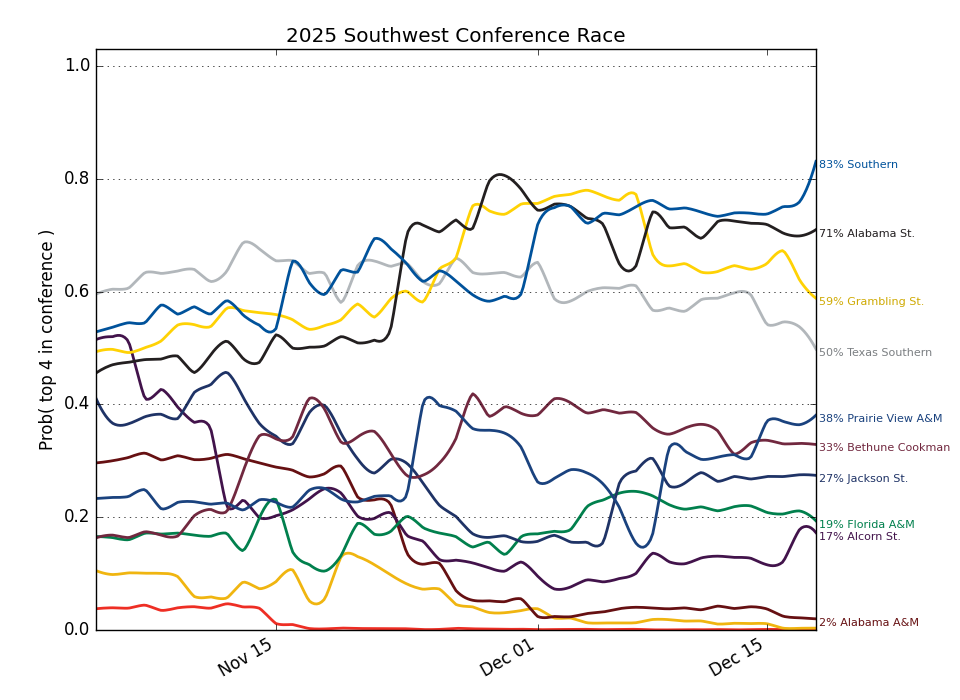 2025 Southwest Conference Race
Prob( top 4 in conference )
1.0
0.8
0.6
0.4
0.2
0.0
Nov 15
Dec 01
Dec 15
83% Southern
71% Alabama St.
59% Grambling St.
50% Texas Southern
38% Prairie View A&M
33% Bethune Cookman
27% Jackson St.
19% Florida A&M
17% Alcorn St.
2% Alabama A&M